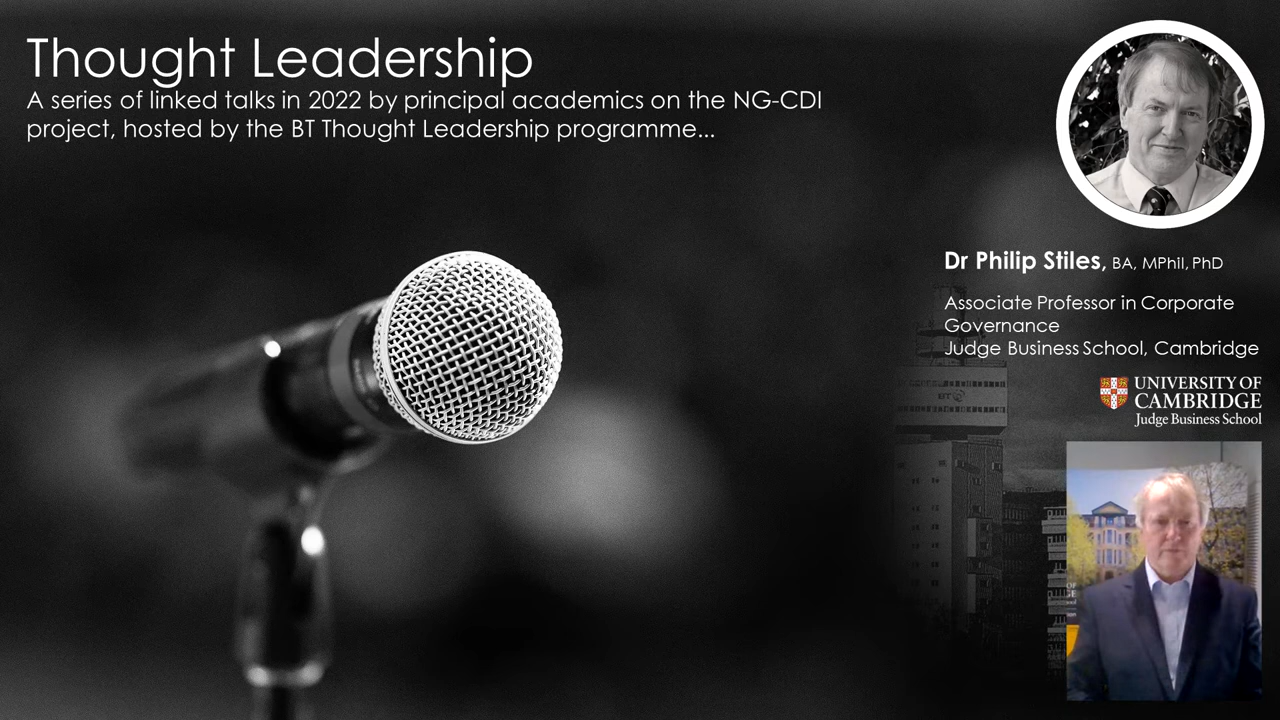 Thought Leadership
A series of linked talks in 2022 by principal academics on the NG-CDI
project, hosted by the BT Thought Leadership programme...
Dr Philip Stiles, BA, MPhil, PhD
Associate Professor in Corporate
Governance
Judge Business School, Cambridge
UNIVERSITY OF
CAMBRIDGE
Judge Business School
BT